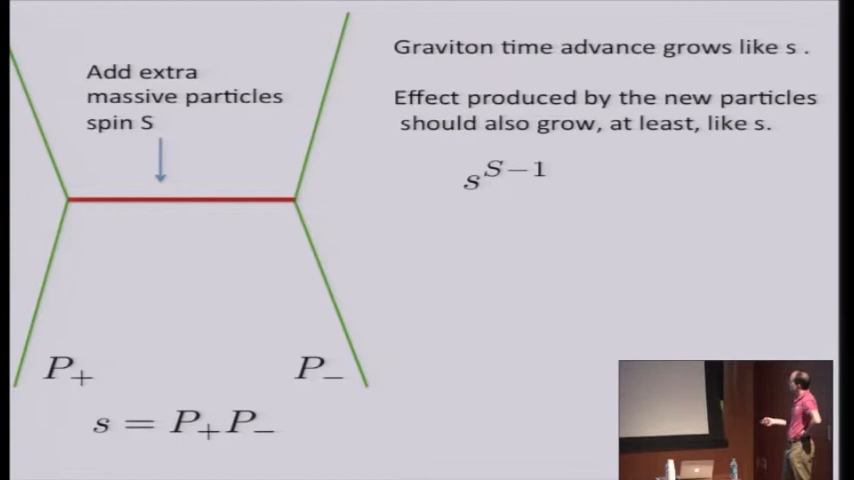 Graviton time advance grows like s .
Add extra
massive particles
spin S
Effect produced by the new particles
should also grow, at least, like s.
s^{S−1}
P_+
P_−
s = P_+P_−